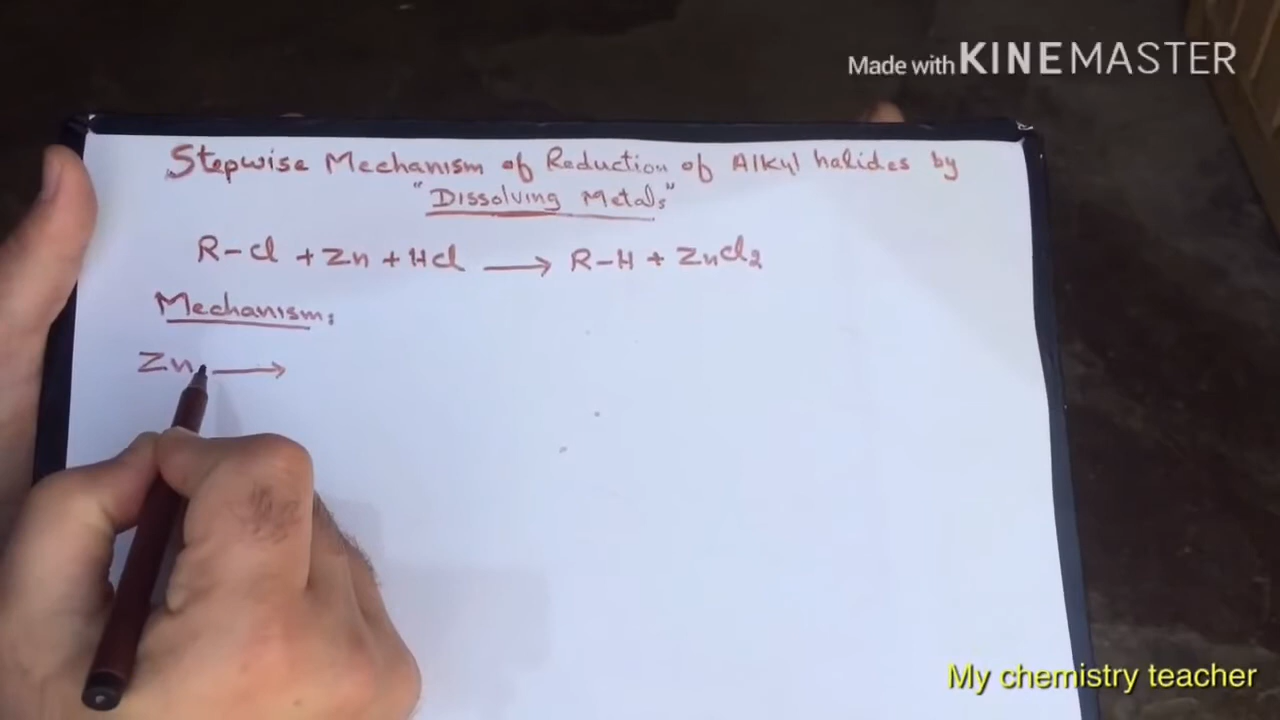 Made with KINEMASTER
Stepwise Mechanism of Reduction of Alkyl halides by
"Dissolving Metals"
R-Cl + Zn + HCl ⟶ R-H + ZnCl2
Mechanism:
Zn ⟶
My chemistry teacher